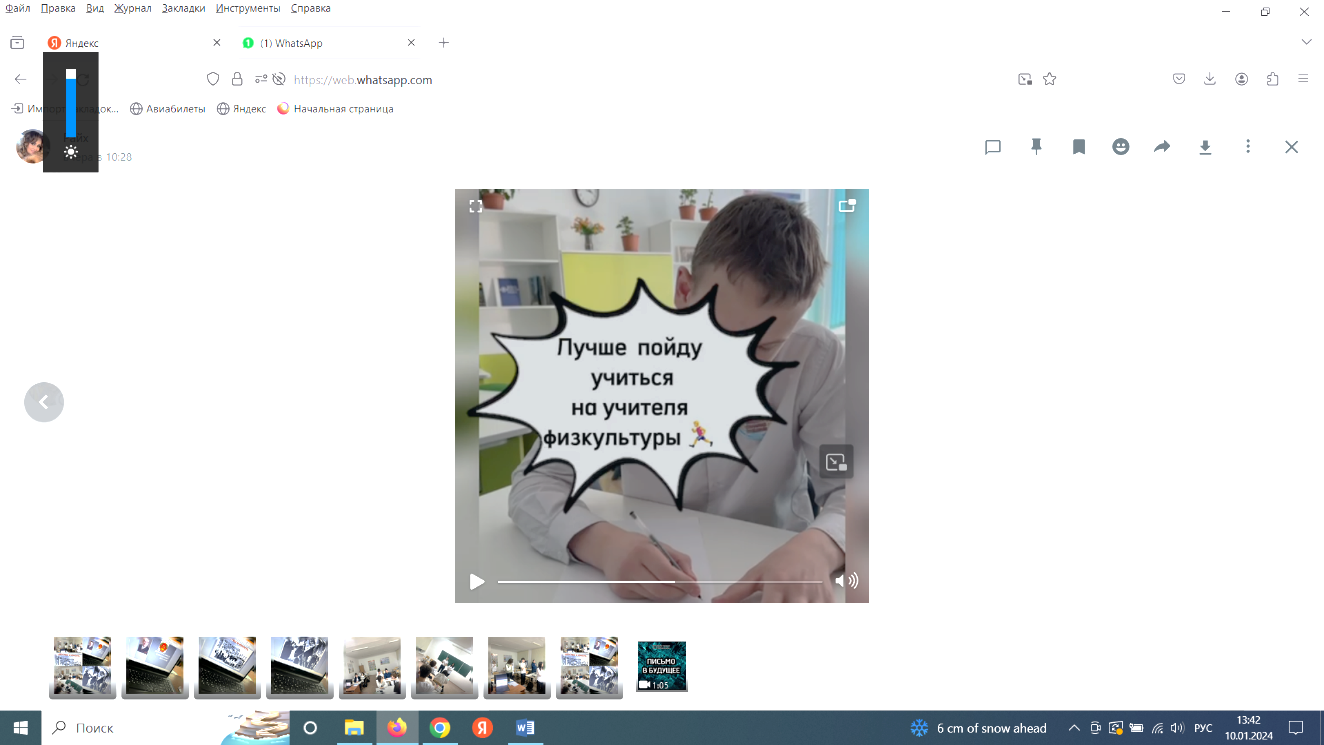 Файл Правка Вид Журнал Закладки Инструменты Справка
Яндекс
(1) WhatsApp
https://web.whatsapp.com
Авиабилеты
Яндекс
Начальная страница
в 10:28
Лучше пойду
учиться
на учителя
физкультуры
ПИСЬМО
В БУДУЩЕЕ
1:05
Поиск
6 cm of snow ahead
РУС
13:42
10.01.2024